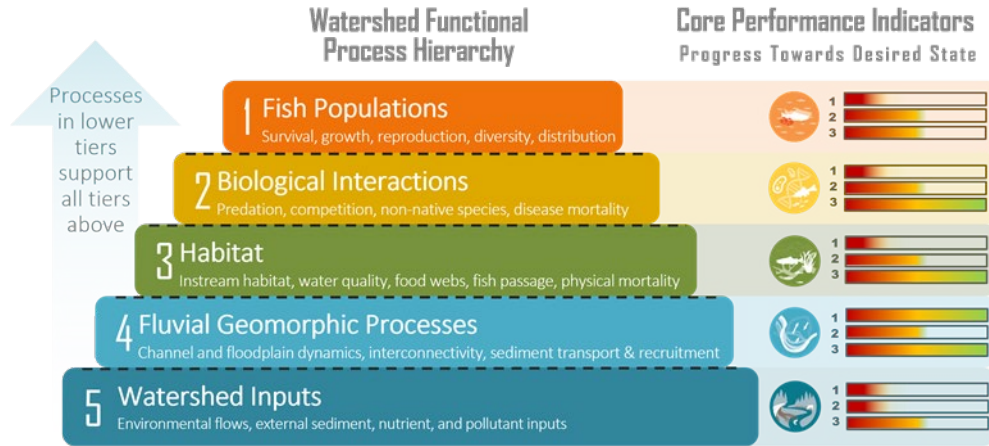 Watershed Functional
Process Hierarchy
Core Performance Indicators
Progress Towards Desired State
Processes
in lower
tiers
support
all tiers
above
1 Fish Populations
Survival, growth, reproduction, diversity, distribution
1
2
3
2 Biological Interactions
Predation, competition, non-native species, disease mortality
1
2
3
3 Habitat
Instream habitat, water quality, food webs, fish passage, physical mortality
1
2
3
4 Fluvial Geomorphic Processes
Channel and floodplain dynamics, interconnectivity, sediment transport & recruitment
1
2
3
5 Watershed Inputs
Environmental flows, external sediment, nutrient, and pollutant inputs
1
2
3